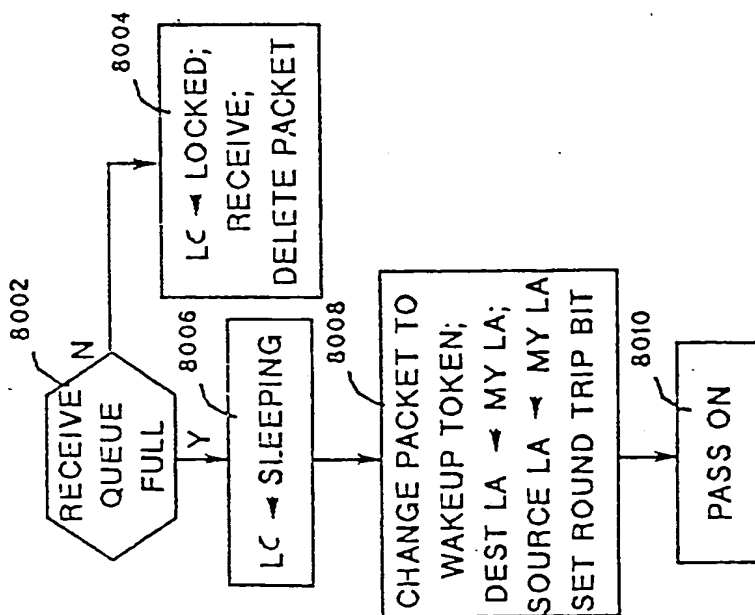 8002
RECEIVE
QUEUE
FULL
N
Y
8004
LC ◄ LOCKED;
RECEIVE;
DELETE PACKET
8006
LC ◄ SLEEPING
8008
CHANGE PACKET TO
WAKEUP TOKEN;
DEST LA ◄ MY LA;
SOURCE LA ◄ MY LA
SET ROUND TRIP BIT
8010
PASS ON